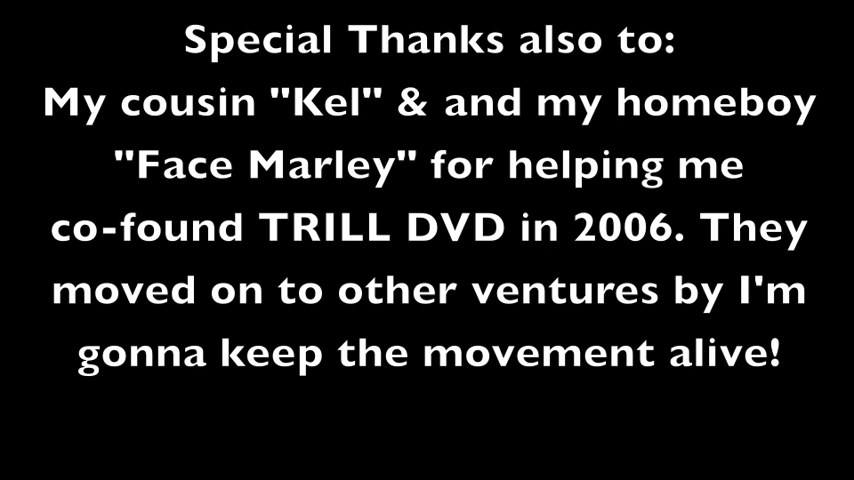 Special Thanks also to:
My cousin "Kel" & and my homeboy
"Face Marley" for helping me
co-found TRILL DVD in 2006. They
moved on to other ventures by I'm
gonna keep the movement alive!